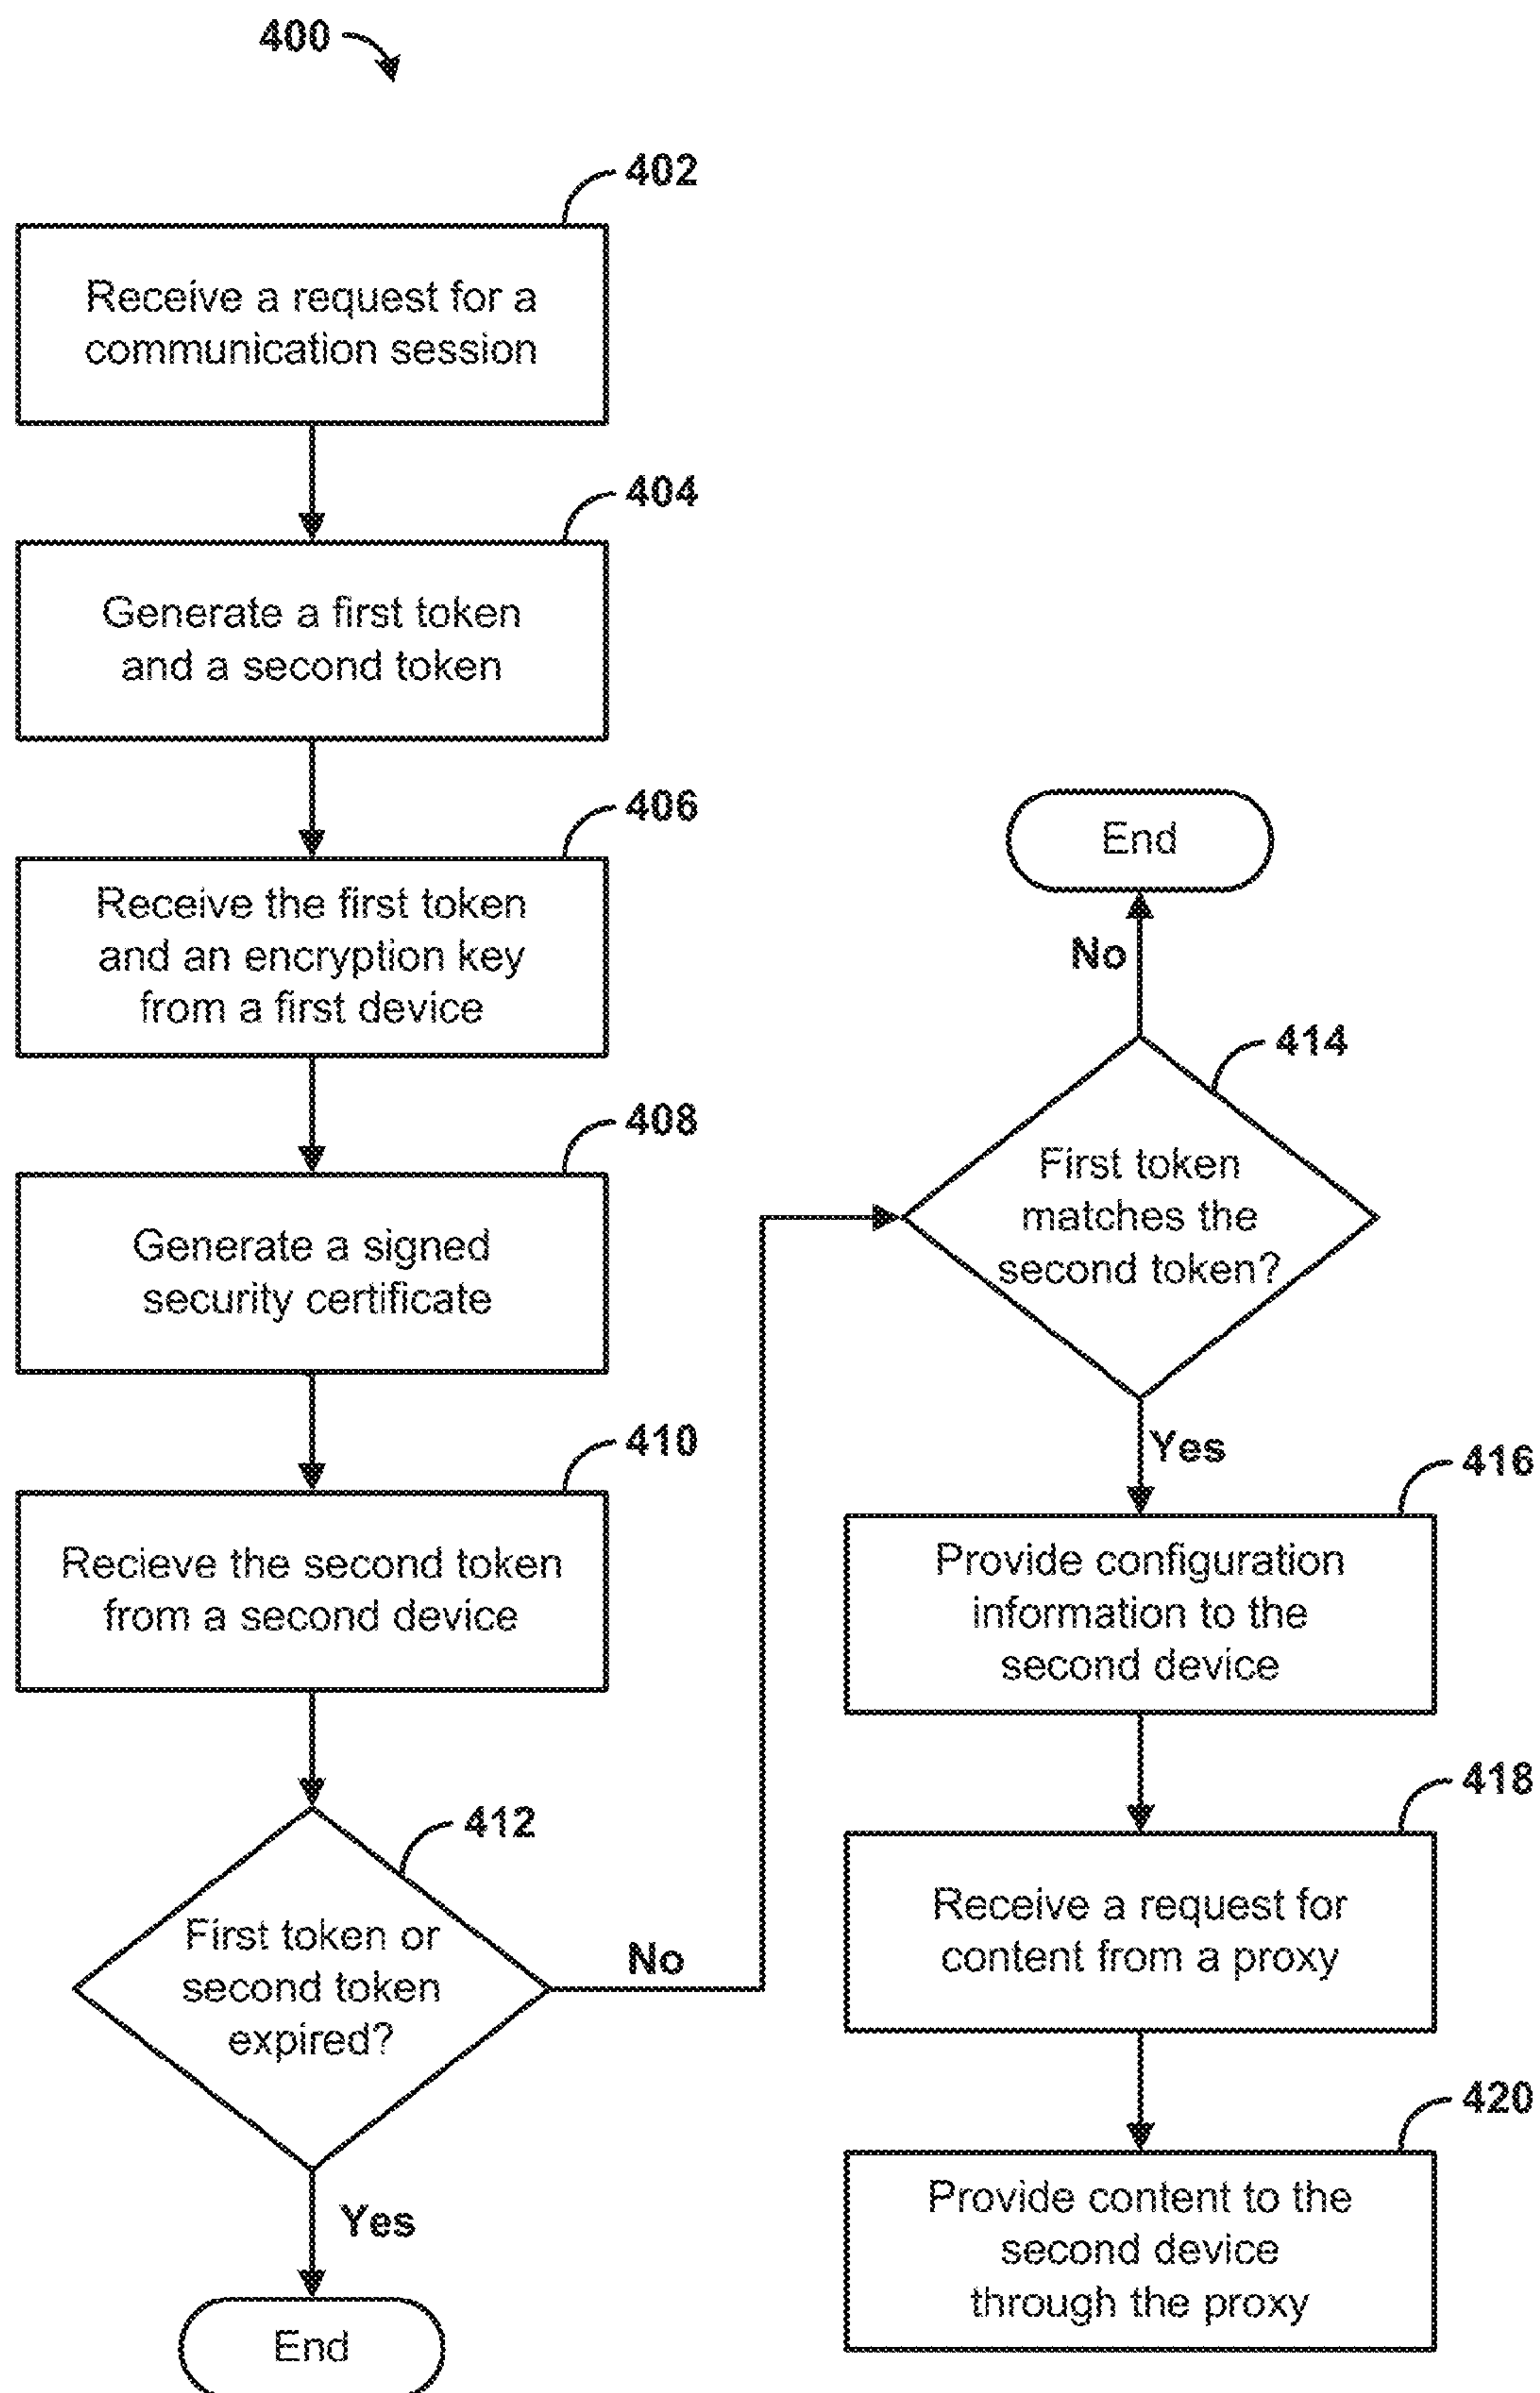 400
402
Receive a request for a
communication session
404
Generate a first token
and a second token
406
Receive the first token
and an encryption key
from a first device
408
Generate a signed
security certificate
410
Recieve the second token
from a second device
412
First token or
second token
expired?
No
Yes
End
End
No
414
First token
matches the
second token?
Yes
416
Provide configuration
information to the
second device
418
Receive a request for
content from a proxy
420
Provide content to the
second device
through the proxy